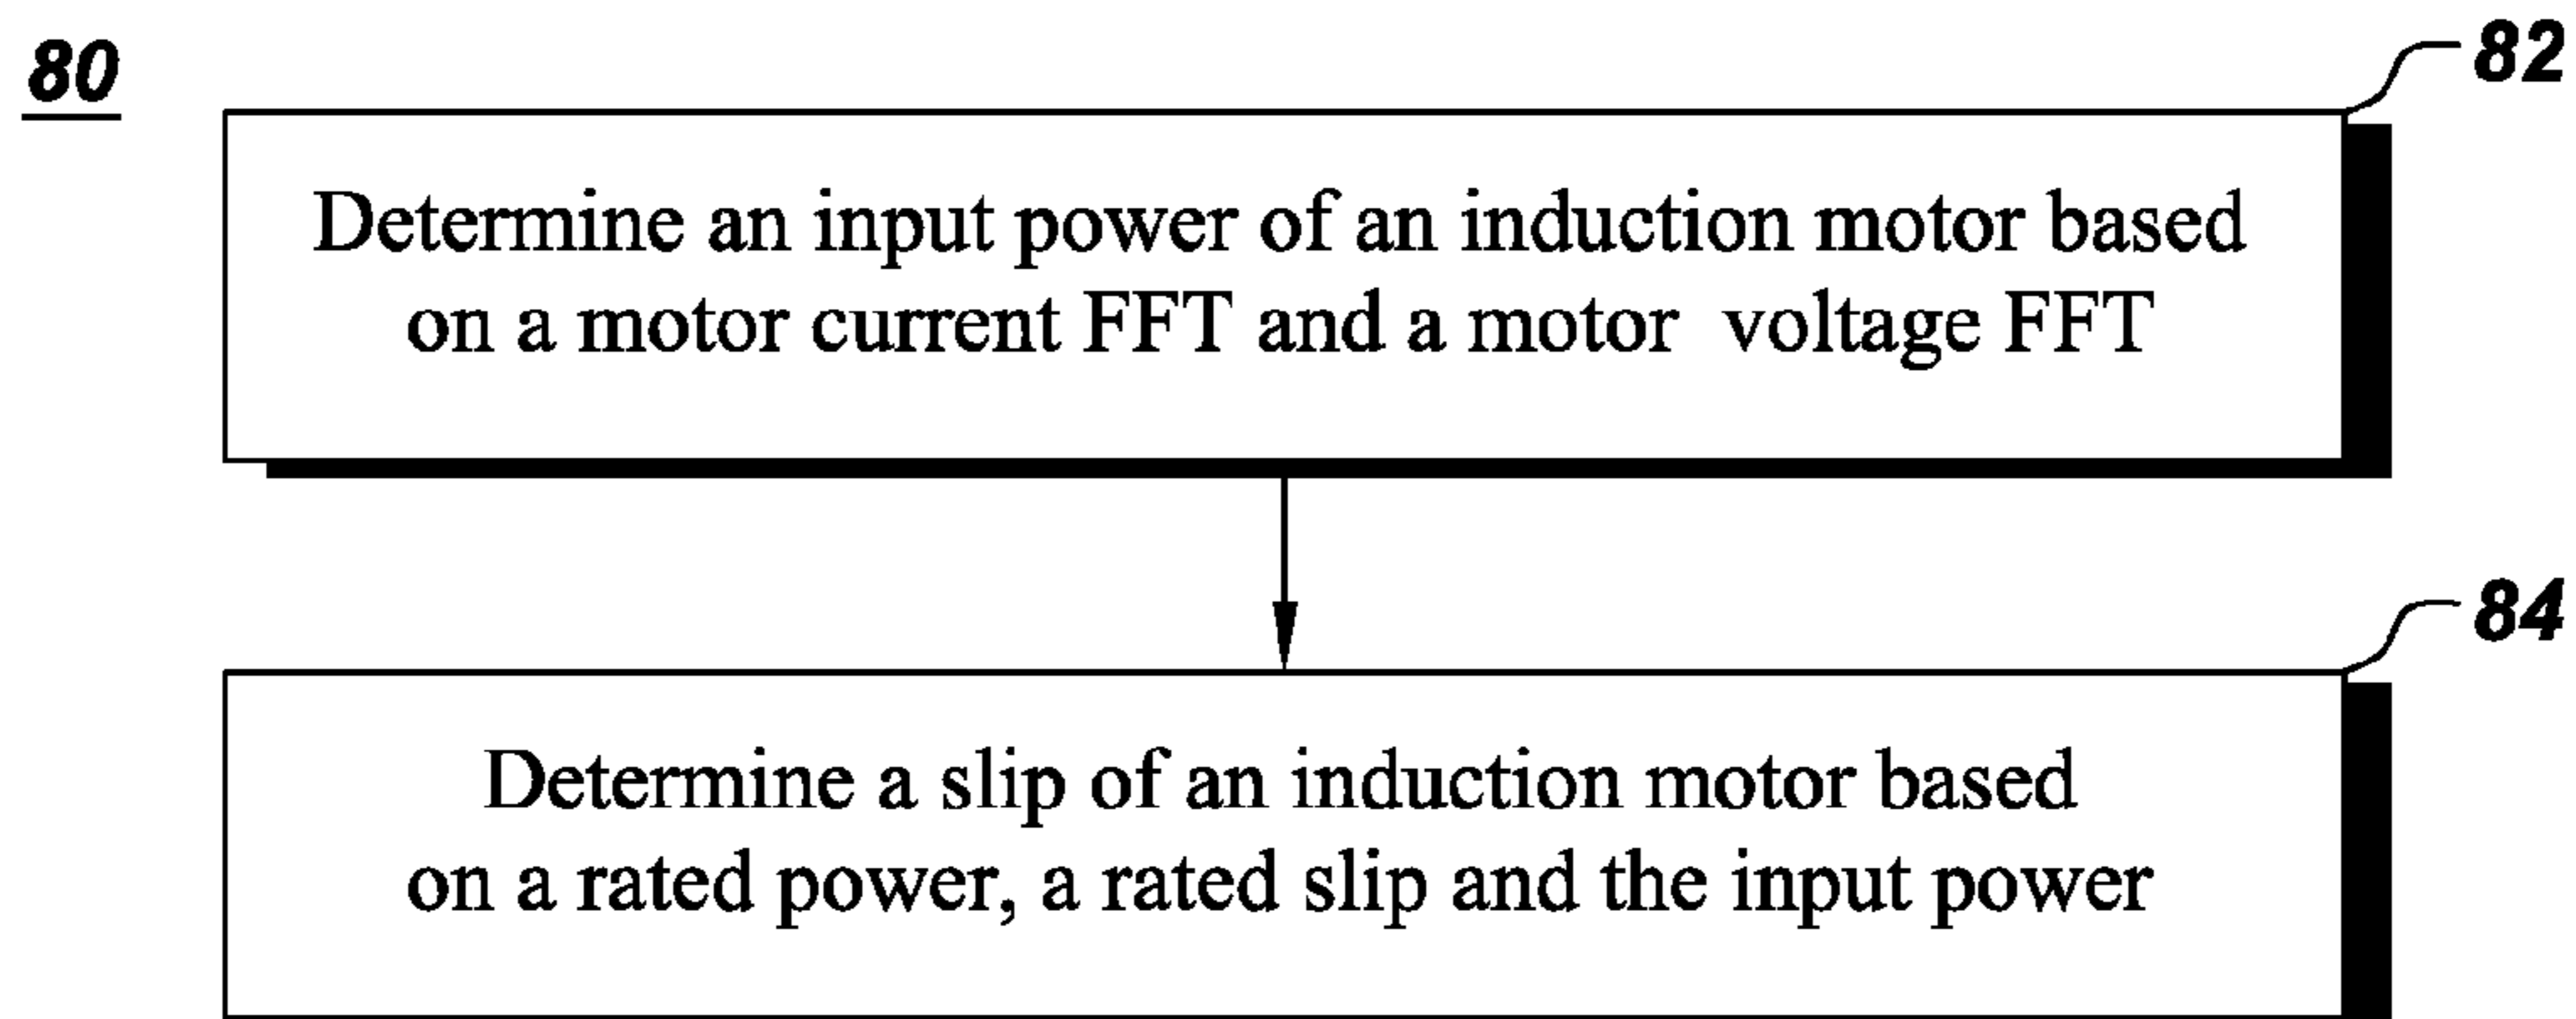 80
82
Determine an input power of an induction motor based
on a motor current FFT and a motor voltage FFT
84
Determine a slip of an induction motor based
on a rated power, a rated slip and the input power